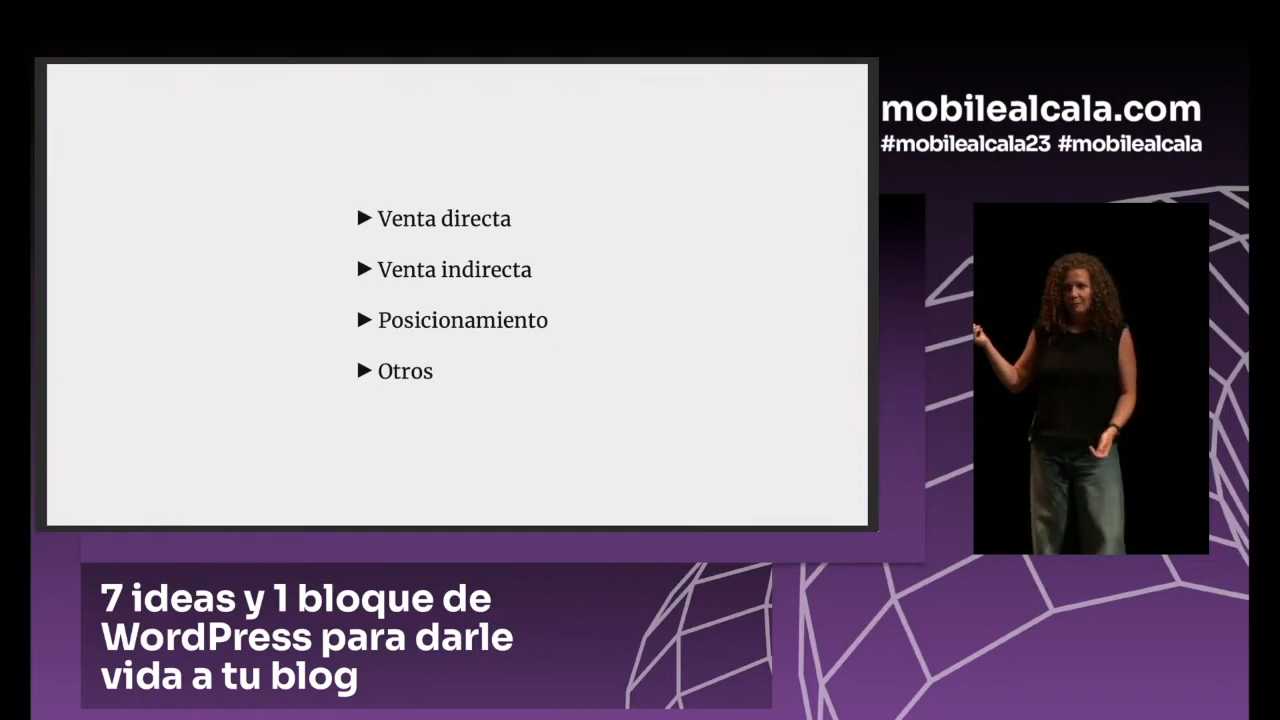 mobilealcala.com
#mobilealcala23 #mobilealcala
▶ Venta directa
▶ Venta indirecta
▶ Posicionamiento
▶ Otros
7 ideas y 1 bloque de
WordPress para darle
vida a tu blog